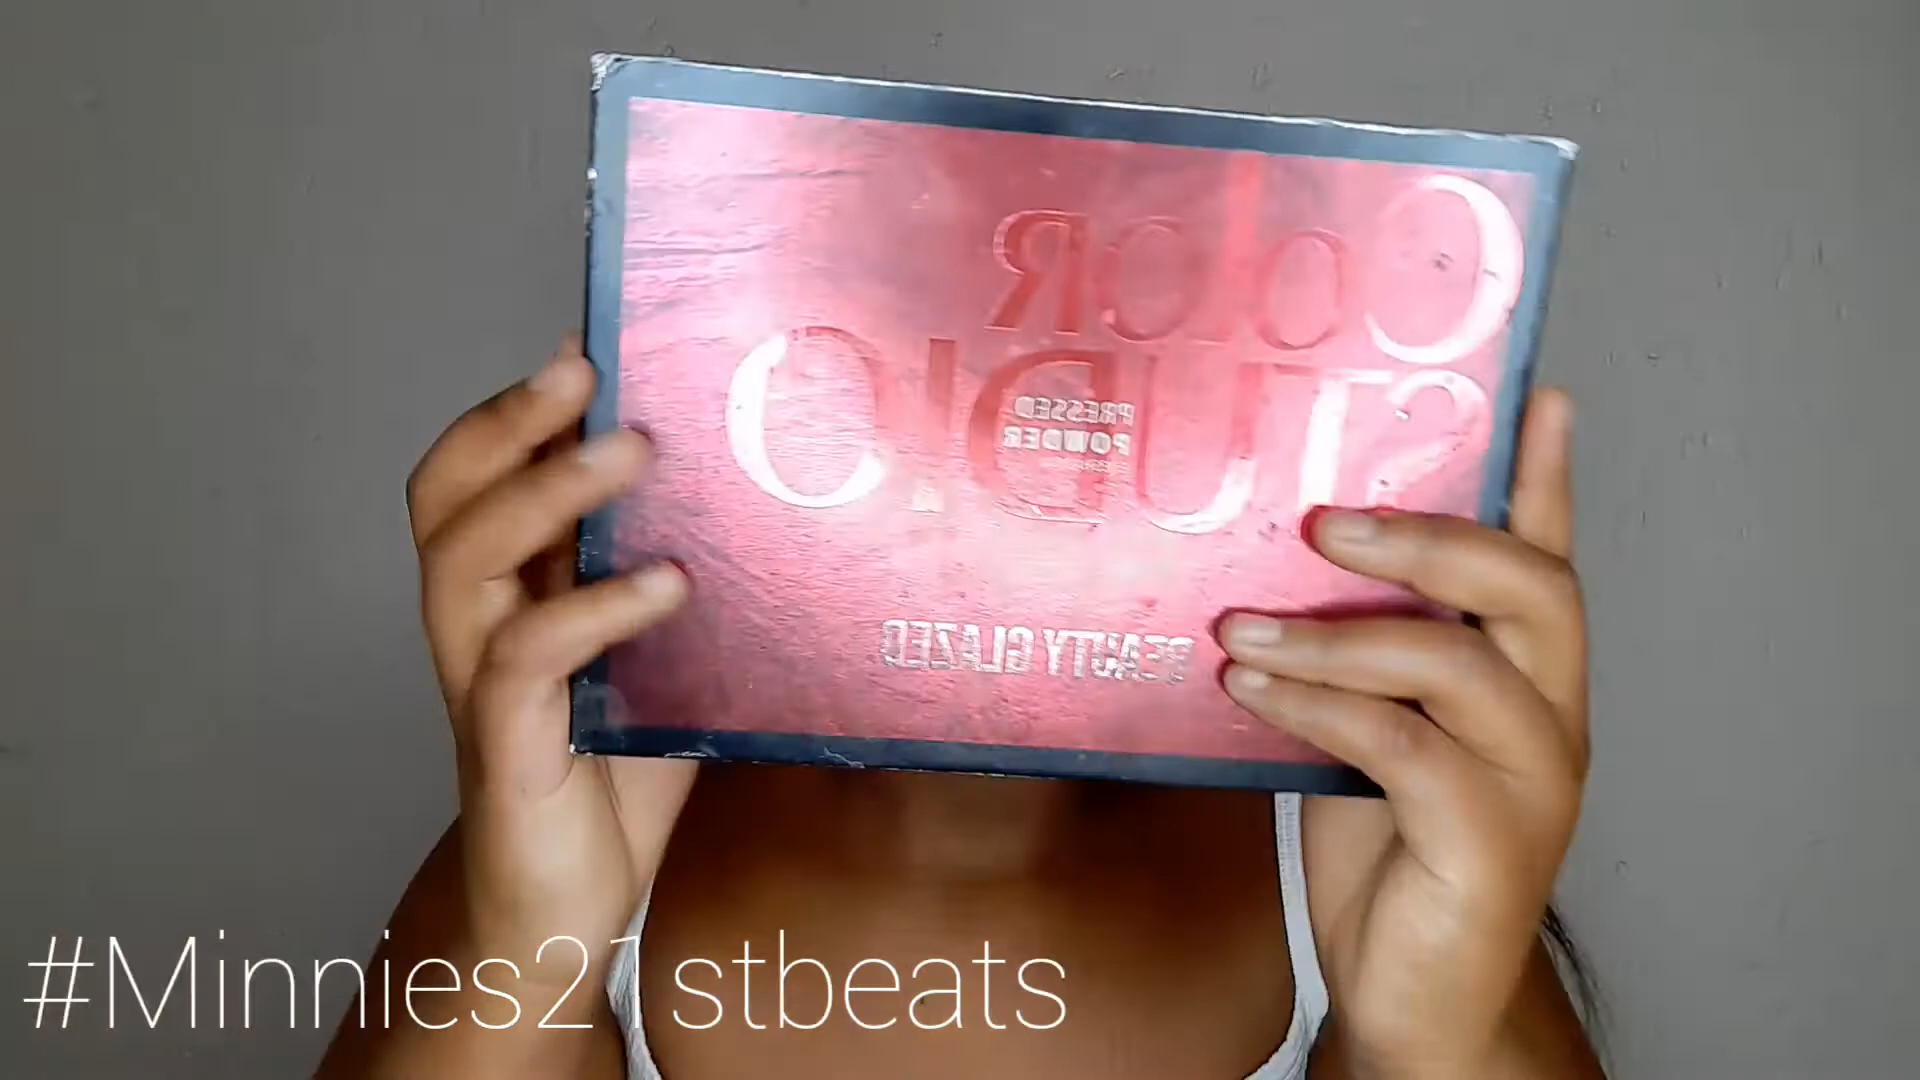 Color
STUDIO
PRESSED
POWDER
BEAUTY GLAZED
#Minnies21stbeats